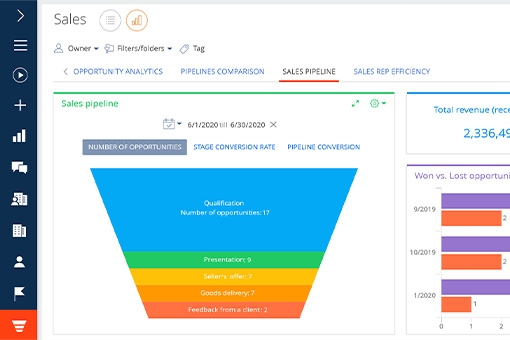 Sales
Owner Filters/folders Tag
OPPORTUNITY ANALYTICS PIPELINES COMPARISON SALES PIPELINE SALES REP EFFICIENCY
Sales pipeline
6/1/2020 till 6/30/2020
NUMBER OF OPPORTUNITIES STAGE CONVERSION RATE PIPELINE CONVERSION
Qualification
Number of opportunities: 17
Presentation: 9
Seller's offer: 7
Goods delivery: 7
Feedback from a client: 2
Total revenue (rece
2,336,49
Won vs. Lost opportuni
9/2019
2
10/2019
2
1/2020
1
0 1 2